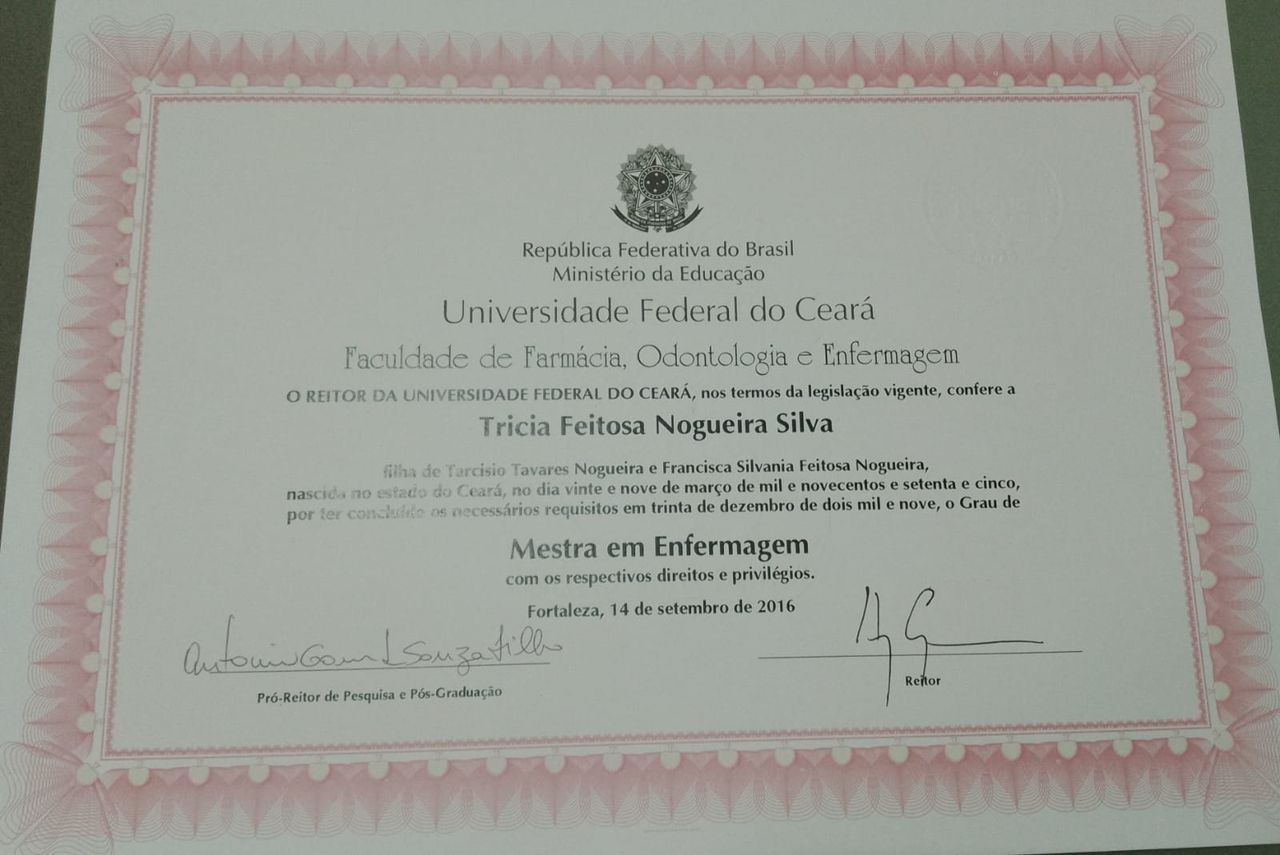 República Federativa do Brasil
Ministério da Educação
Universidade Federal do Ceará
Faculdade de Farmácia, Odontologia e Enfermagem
O REITOR DA UNIVERSIDADE FEDERAL DO CEARÁ, nos termos da legislação vigente, confere a
Tricia Feitosa Nogueira Silva
filha de Tarcisio Tavares Nogueira e Francisca Silvania Feitosa Nogueira,
nascida no estado do Ceará, no dia vinte e nove de março de mil e novecentos e setenta e cinco,
por ter concluído os necessários requisitos em trinta de dezembro de dois mil e nove, o Grau de
Mestra em Enfermagem
com os respectivos direitos e privilégios.
Fortaleza, 14 de setembro de 2016
Pró-Reitor de Pesquisa e Pós-Graduação
Reitor